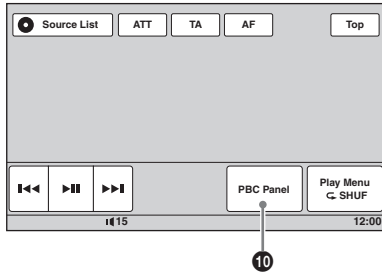 Source List ATT TA AF Top
PBC Panel Play Menu
SHUF
15 12:00
10